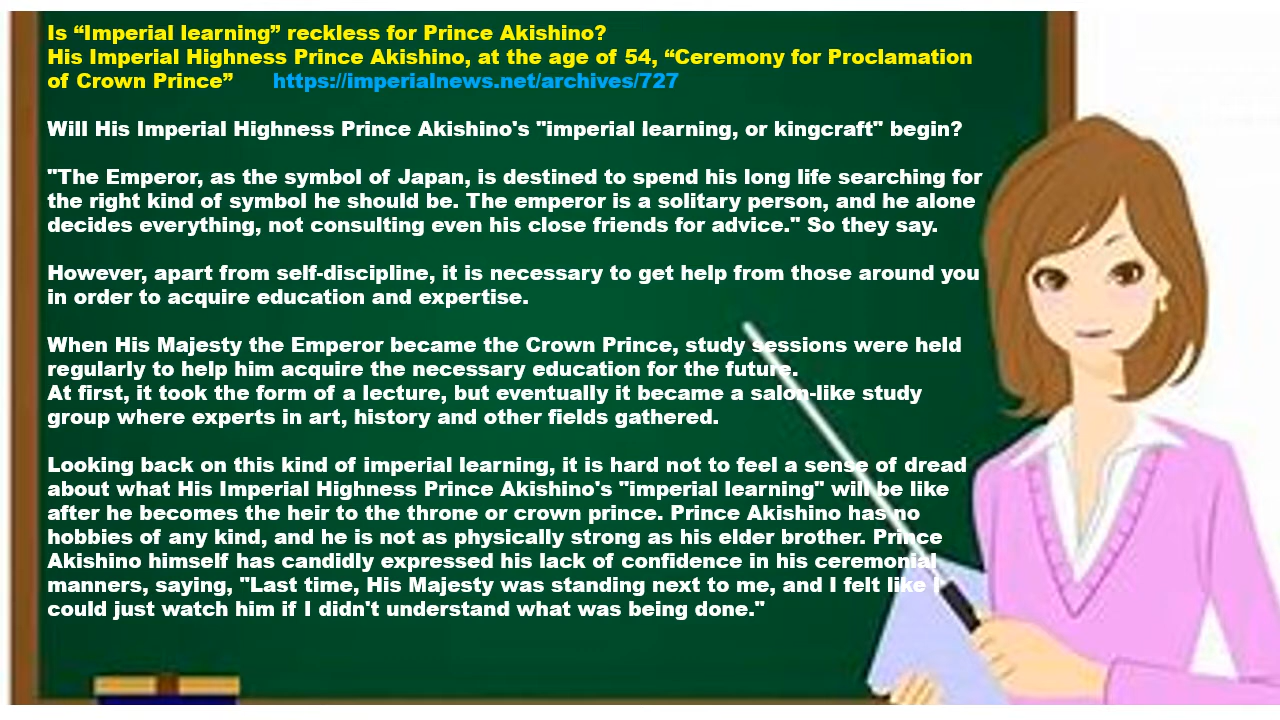 Is “Imperial learning” reckless for Prince Akishino?
His Imperial Highness Prince Akishino, at the age of 54, “Ceremony for Proclamation
of Crown Prince” https://imperialnews.net/archives/727
Will His Imperial Highness Prince Akishino's "imperial learning, or kingcraft" begin?
"The Emperor, as the symbol of Japan, is destined to spend his long life searching for
the right kind of symbol he should be. The emperor is a solitary person, and he alone
decides everything, not consulting even his close friends for advice." So they say.
However, apart from self-discipline, it is necessary to get help from those around you
in order to acquire education and expertise.
When His Majesty the Emperor became the Crown Prince, study sessions were held
regularly to help him acquire the necessary education for the future.
At first, it took the form of a lecture, but eventually it became a salon-like study
group where experts in art, history and other fields gathered.
Looking back on this kind of imperial learning, it is hard not to feel a sense of dread
about what His Imperial Highness Prince Akishino's "imperial learning" will be like
after he becomes the heir to the throne or crown prince. Prince Akishino has no
hobbies of any kind, and he is not as physically strong as his elder brother. Prince
Akishino himself has candidly expressed his lack of confidence in his ceremonial
manners, saying, "Last time, His Majesty was standing next to me, and I felt like I
could just watch him if I didn't understand what was being done."